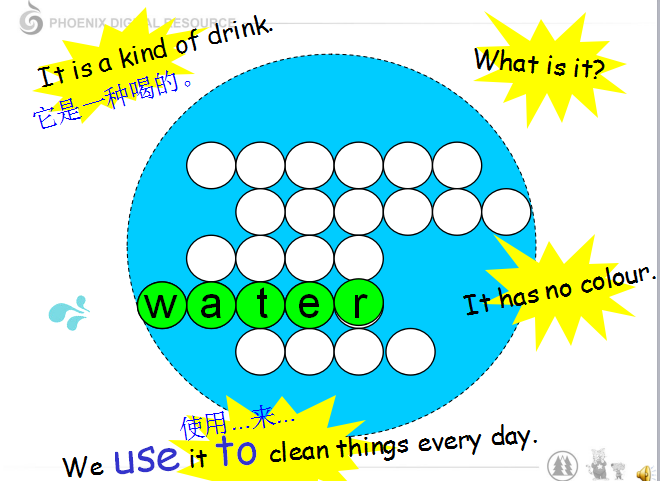 PHOENIX DIGITAL RESOURCE
It is a kind of drink.
它是一种喝的。
What is it?
water
It has no colour.
使用…来…
We use it to clean things every day.